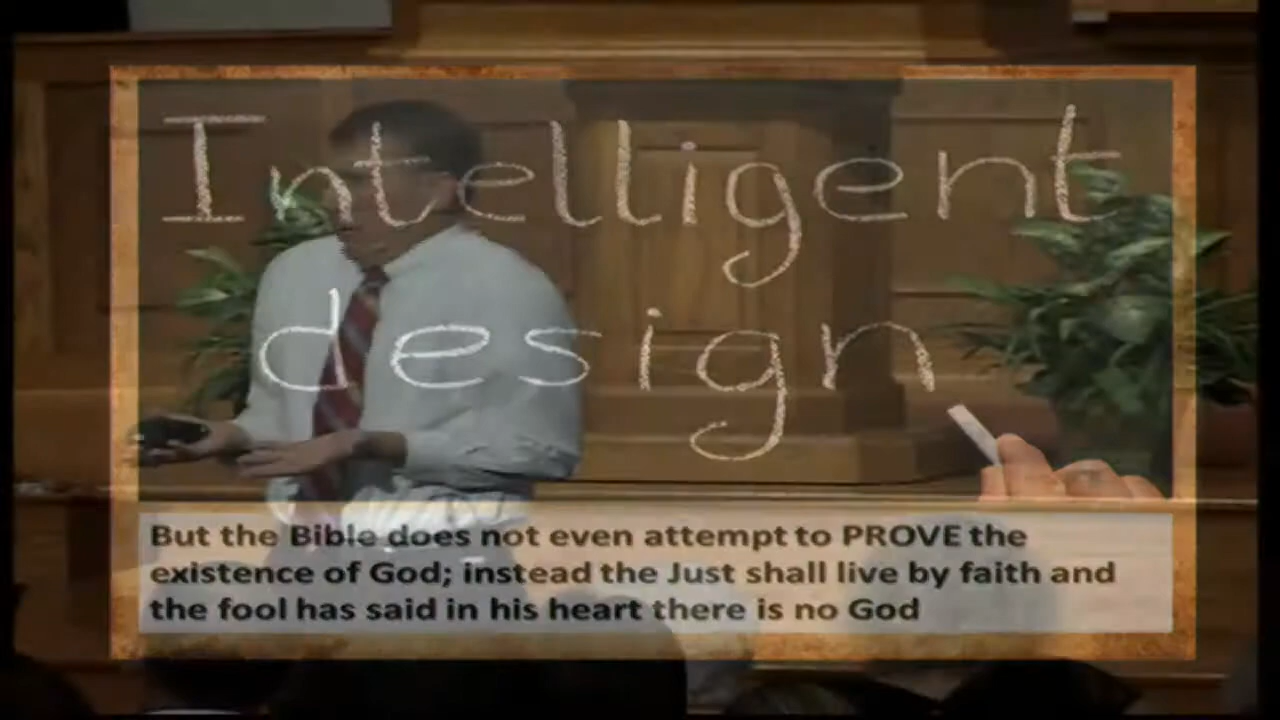 Intelligent
design
But the Bible does not even attempt to PROVE the
existence of God; instead the Just shall live by faith and
the fool has said in his heart there is no God